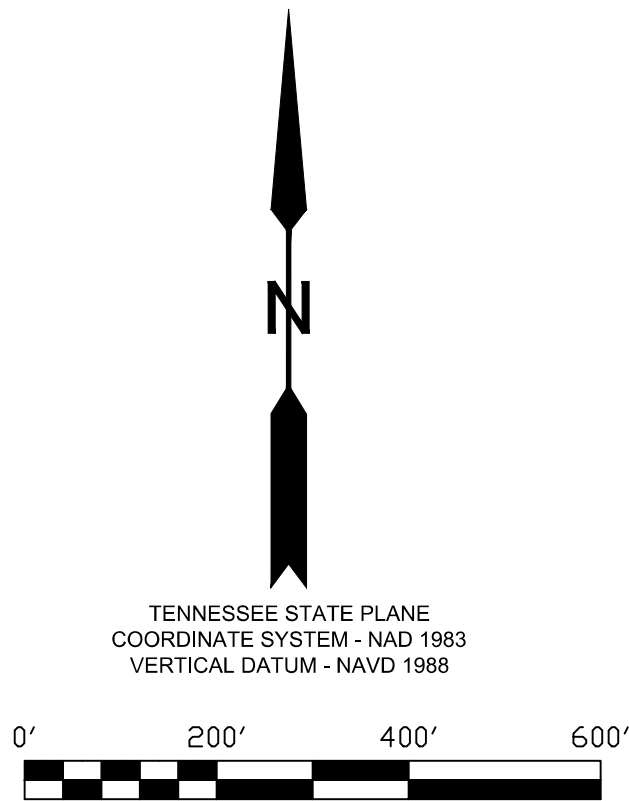 N
TENNESSEE STATE PLANE
COORDINATE SYSTEM - NAD 1983
VERTICAL DATUM - NAVD 1988
0' 200' 400' 600'